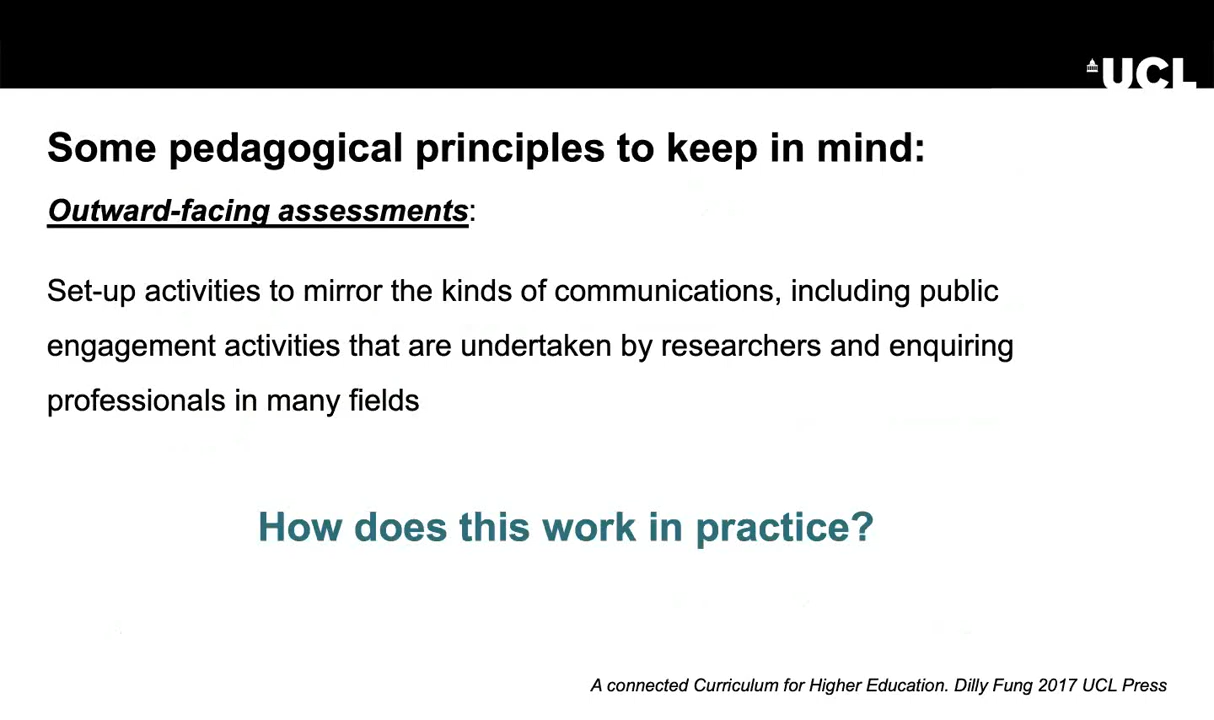 UCL
Some pedagogical principles to keep in mind:
Outward-facing assessments:
Set-up activities to mirror the kinds of communications, including public
engagement activities that are undertaken by researchers and enquiring
professionals in many fields
How does this work in practice?
A connected Curriculum for Higher Education. Dilly Fung 2017 UCL Press